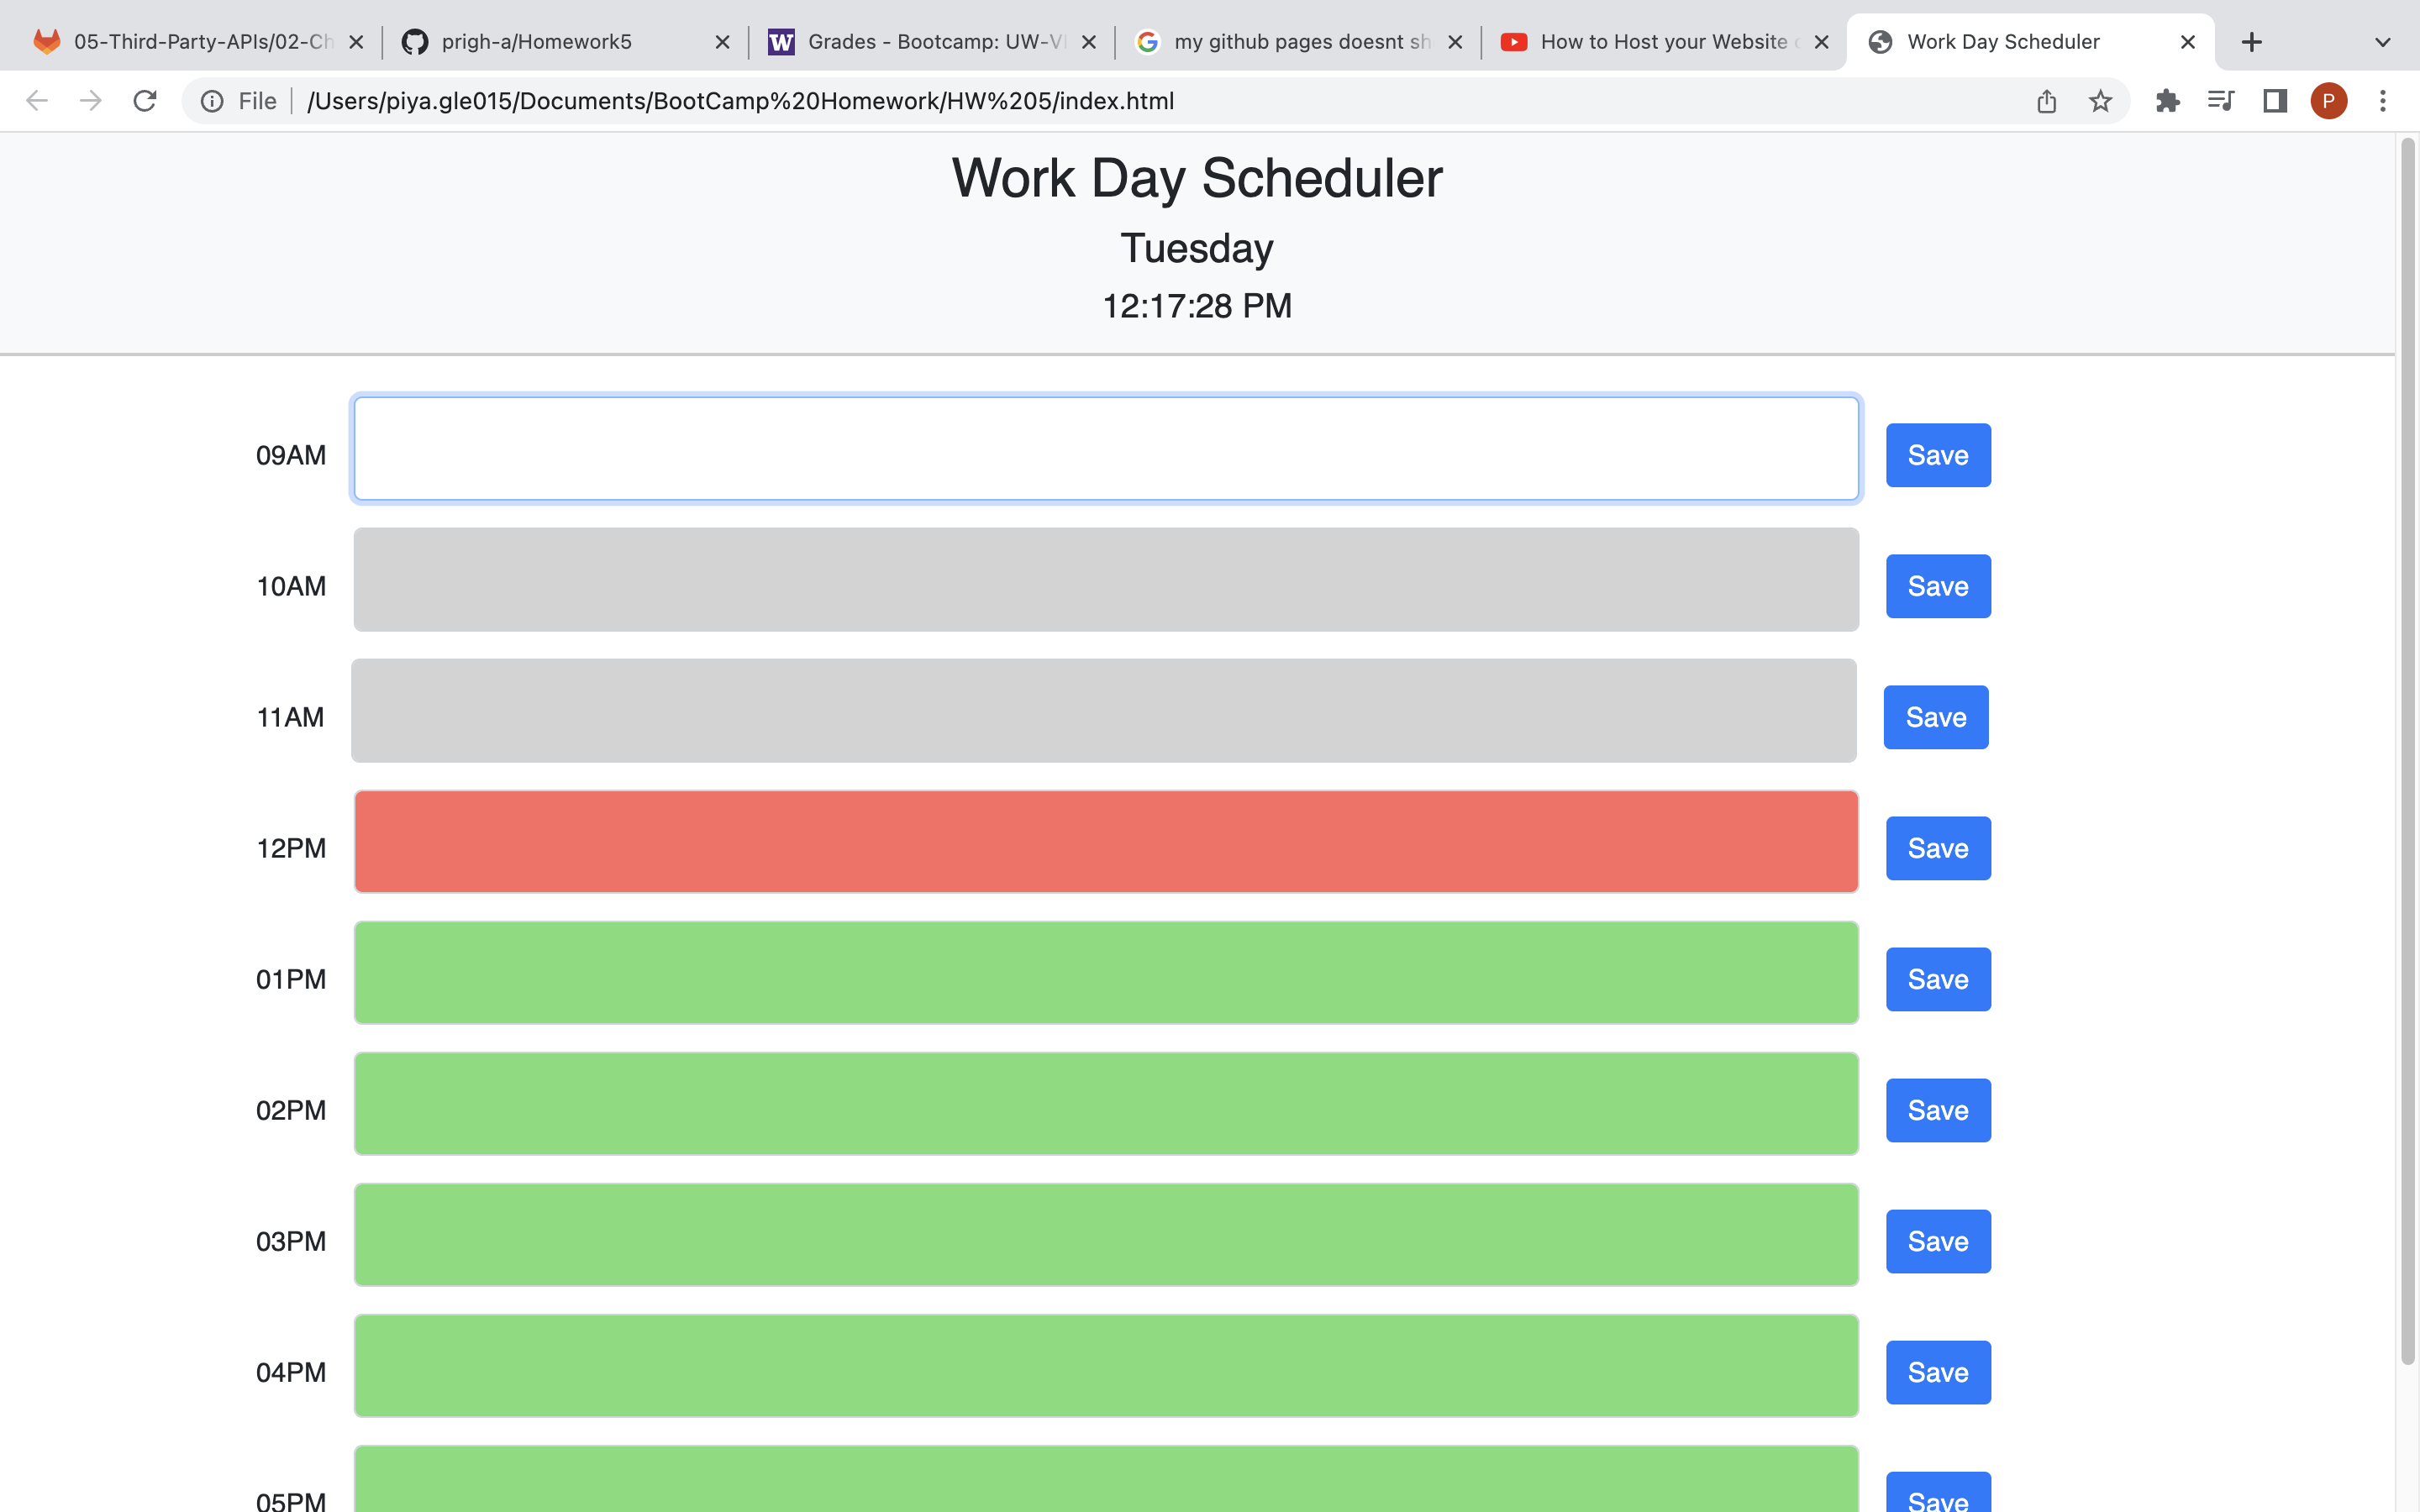 05-Third-Party-APIs/02-Ch
prigh-a/Homework5
Grades - Bootcamp: UW-VI
my github pages doesnt sh
How to Host your Website
Work Day Scheduler
File /Users/piya.gle015/Documents/BootCamp%20Homework/HW%205/index.html
P
Work Day Scheduler
Tuesday
12:17:28 PM
09AM Save
10AM Save
11AM Save
12PM Save
01PM Save
02PM Save
03PM Save
04PM Save
05PM Save